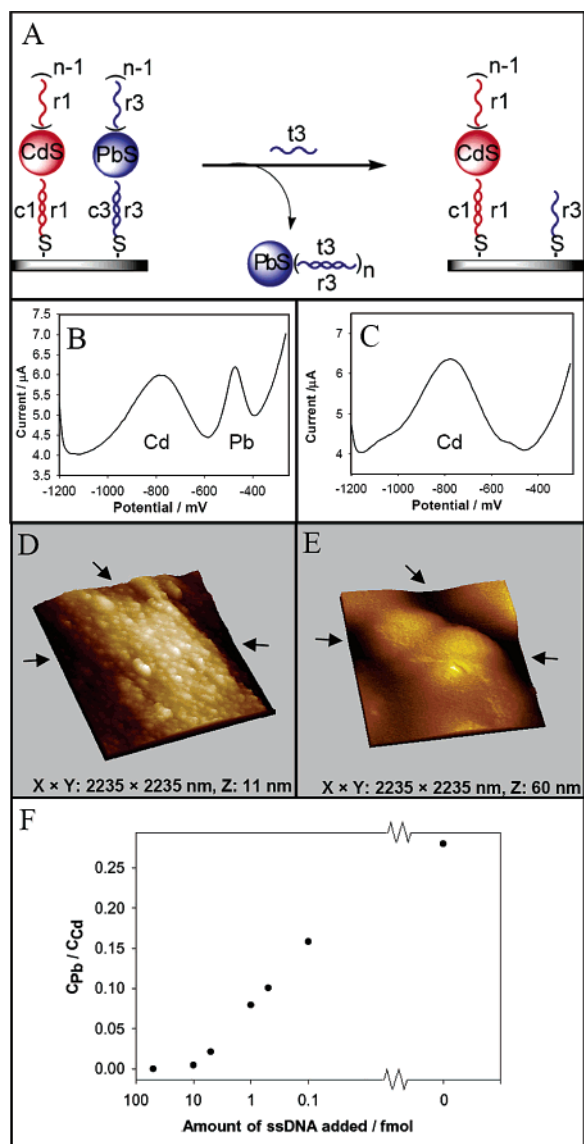 A
n-1 n-1
r1 r3
CdS PbS
c1 r1 c3 r3
S S
t3
PbS ( t3 ) n
r3
n-1
r1
CdS
c1 r1 r3
S S
B
Current / µA
7.0
6.5
6.0
5.5
5.0
4.5
4.0
3.5
Cd Pb
-1200 -1000 -800 -600 -400
Potential / mV
C
Current /µA
6
5
4
Cd
-1200 -1000 -800 -600 -400
Potential / mV
D
X × Y: 2235 × 2235 nm, Z: 11 nm
E
X × Y: 2235 × 2235 nm, Z: 60 nm
F
CPb / CCd
0.25
0.20
0.15
0.10
0.05
0.00
100 10 1 0.1 0
Amount of ssDNA added / fmol